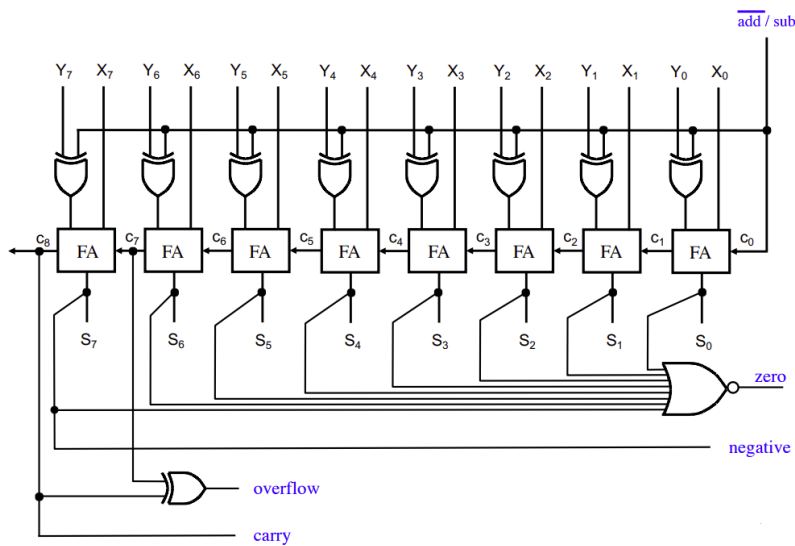 add / sub
Y7 X7 Y6 X6 Y5 X5 Y4 X4 Y3 X3 Y2 X2 Y1 X1 Y0 X0
c8 FA c7 FA c6 FA c5 FA c4 FA c3 FA c2 FA c1 FA c0
S7 S6 S5 S4 S3 S2 S1 S0
zero
negative
overflow
carry